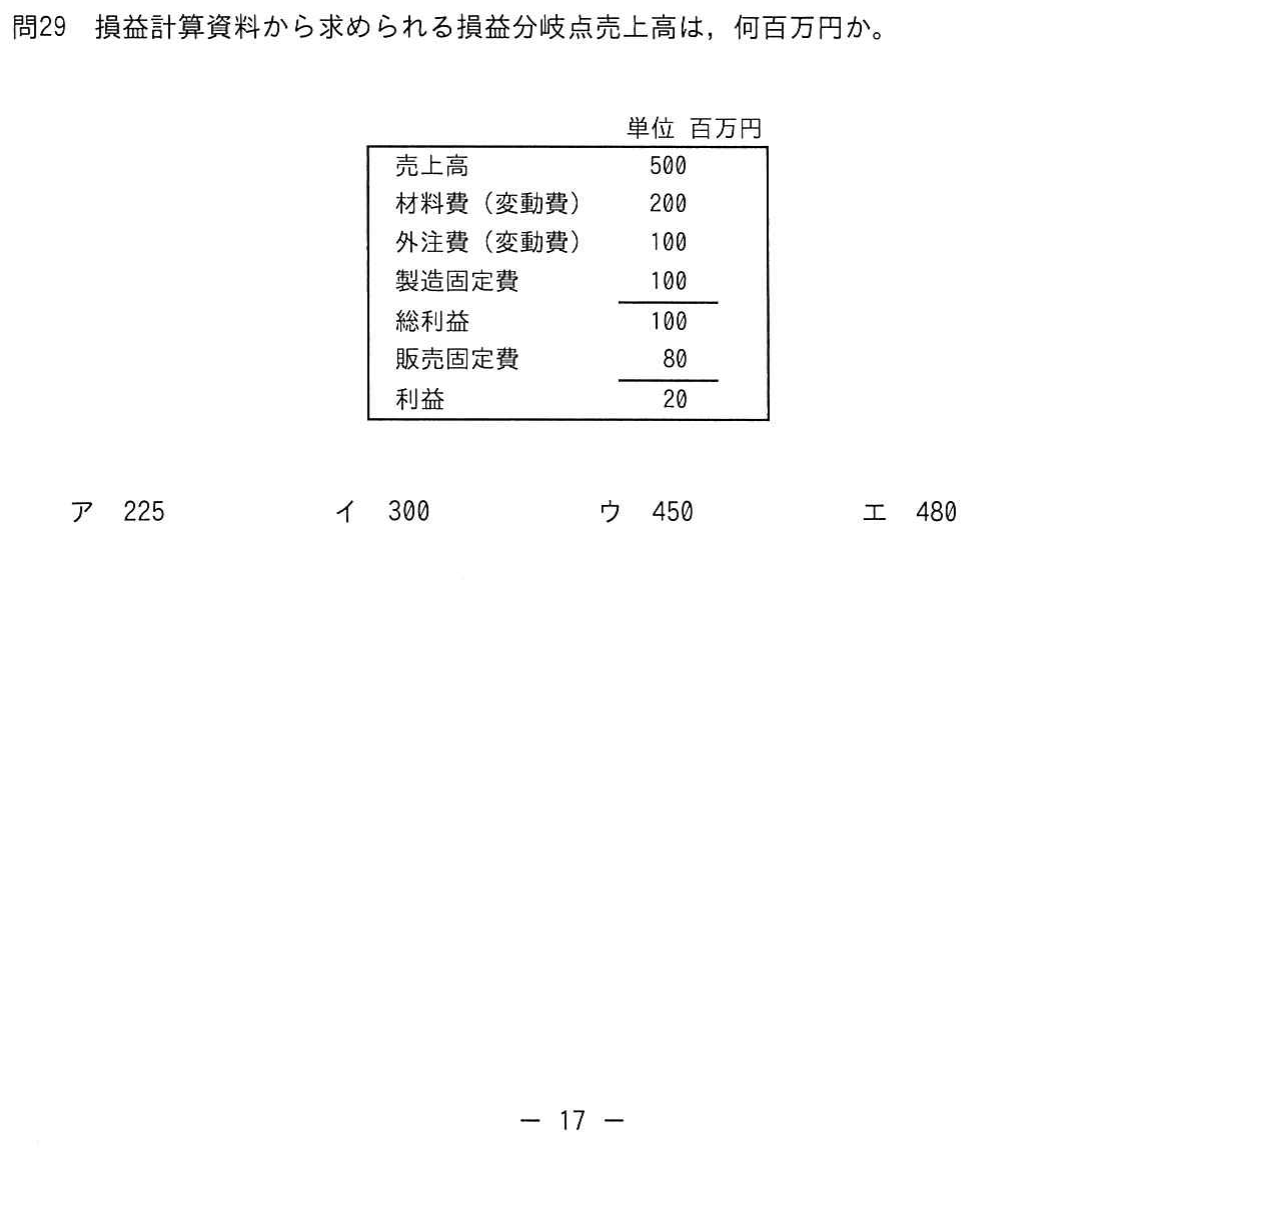 問29　損益計算資料から求められる損益分岐点売上高は，何百万円か。
単位 百万円
売上高 500
材料費（変動費） 200
外注費（変動費） 100
製造固定費 100
総利益 100
販売固定費 80
利益 20
ア 225 イ 300 ウ 450 エ 480
－ 17 －